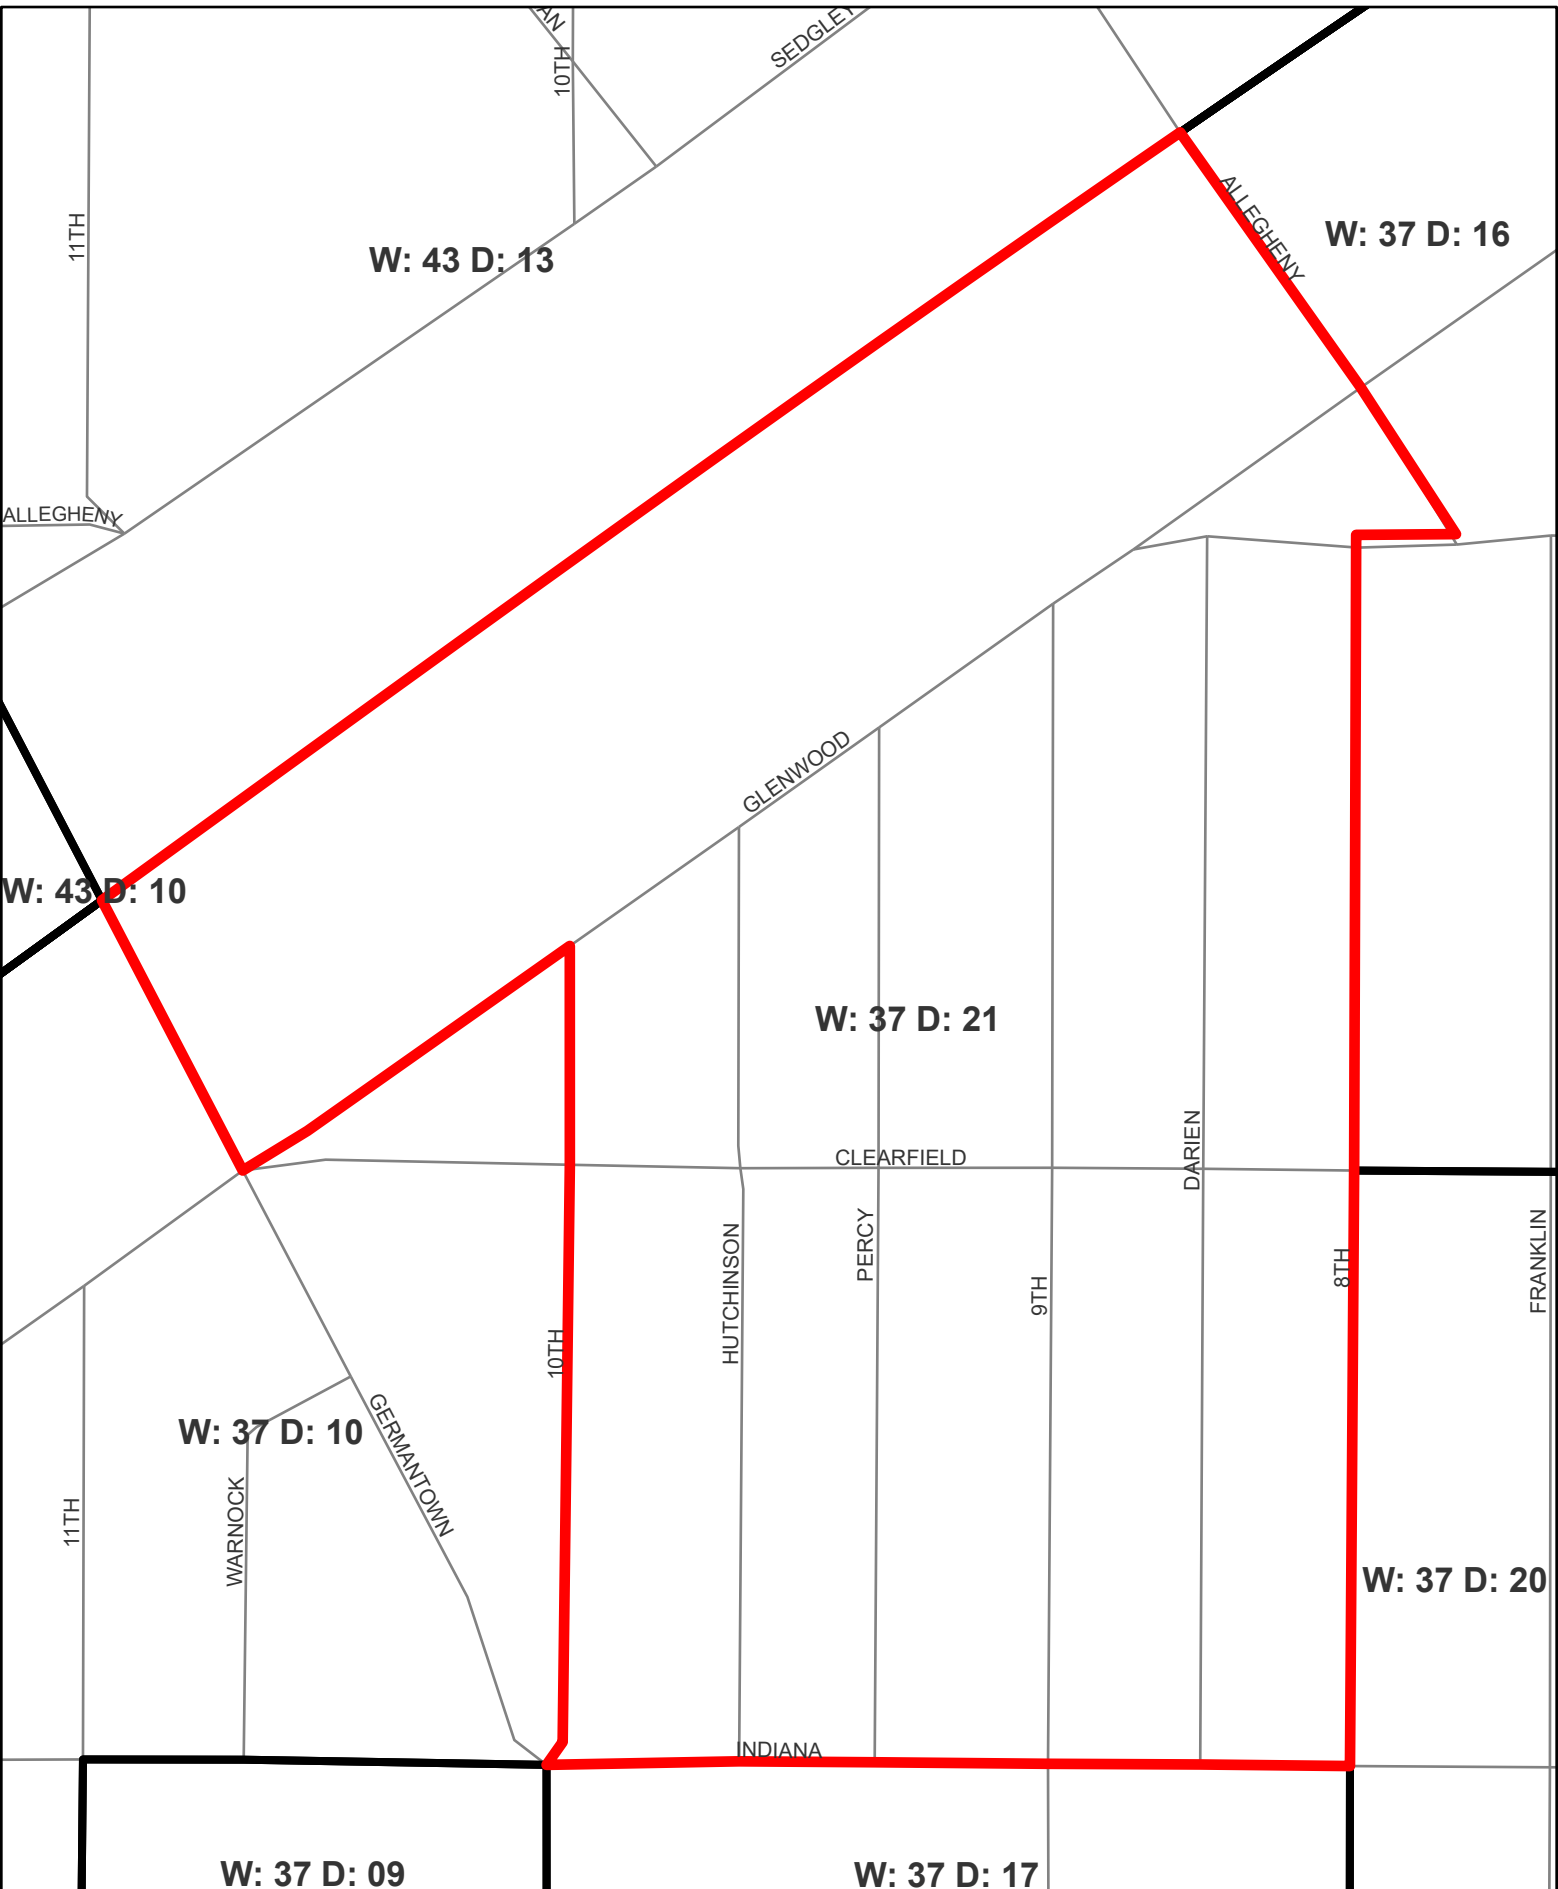 AN
10TH
SEDGLEY
11TH
W: 43 D: 13
ALLEGHENY
W: 37 D: 16
ALLEGHENY
GLENWOOD
W: 43 D: 10
W: 37 D: 21
CLEARFIELD
DARIEN
HUTCHINSON
PERCY
9TH
8TH
FRANKLIN
10TH
GERMANTOWN
W: 37 D: 10
WARNOCK
11TH
W: 37 D: 20
INDIANA
W: 37 D: 09
W: 37 D: 17